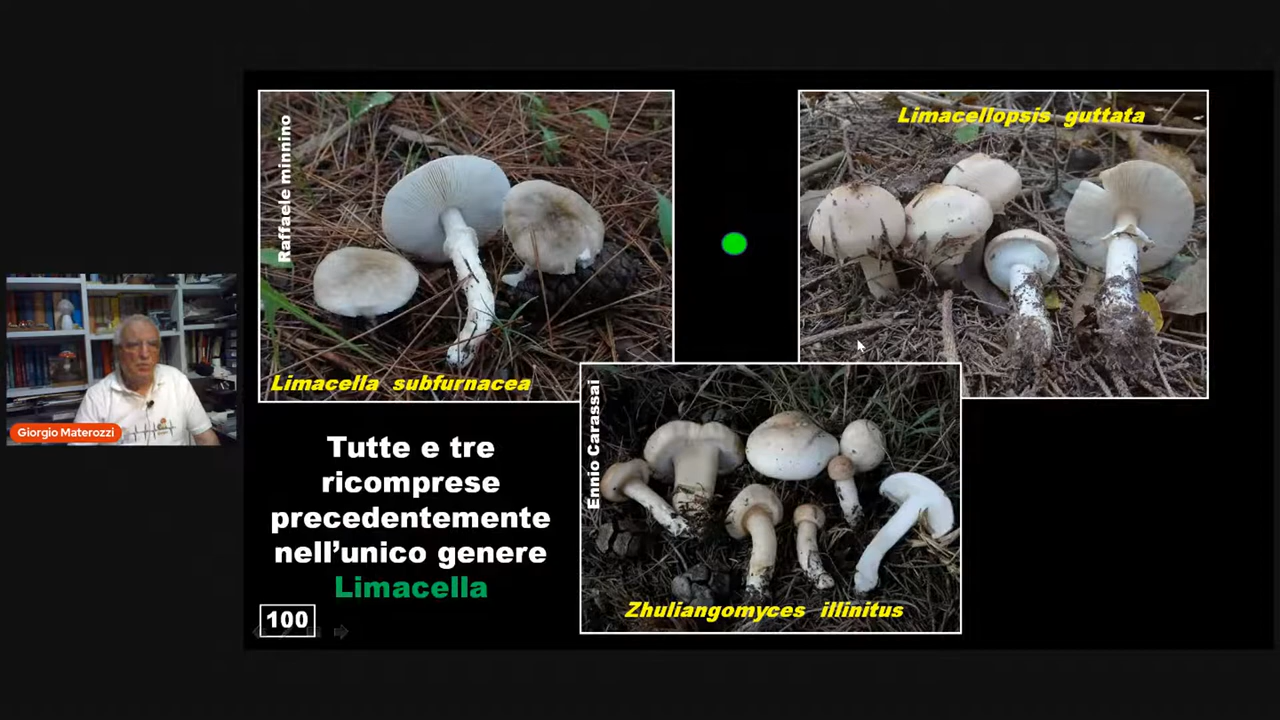 Raffaele minnino
Limacella subfurnacea
Limacellopsis guttata
Ennio Carassai
Zhuliangomyces illinitus
Tutte e tre
ricomprese
precedentemente
nell'unico genere
Limacella
100
Giorgio Materozzi